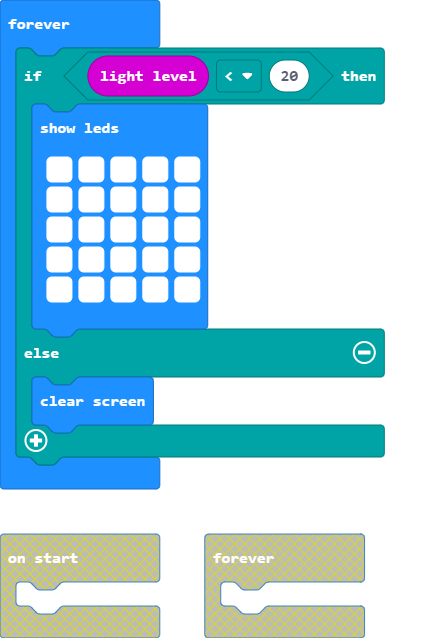 forever
if light level < 20 then
show leds
else
clear screen
on start
forever